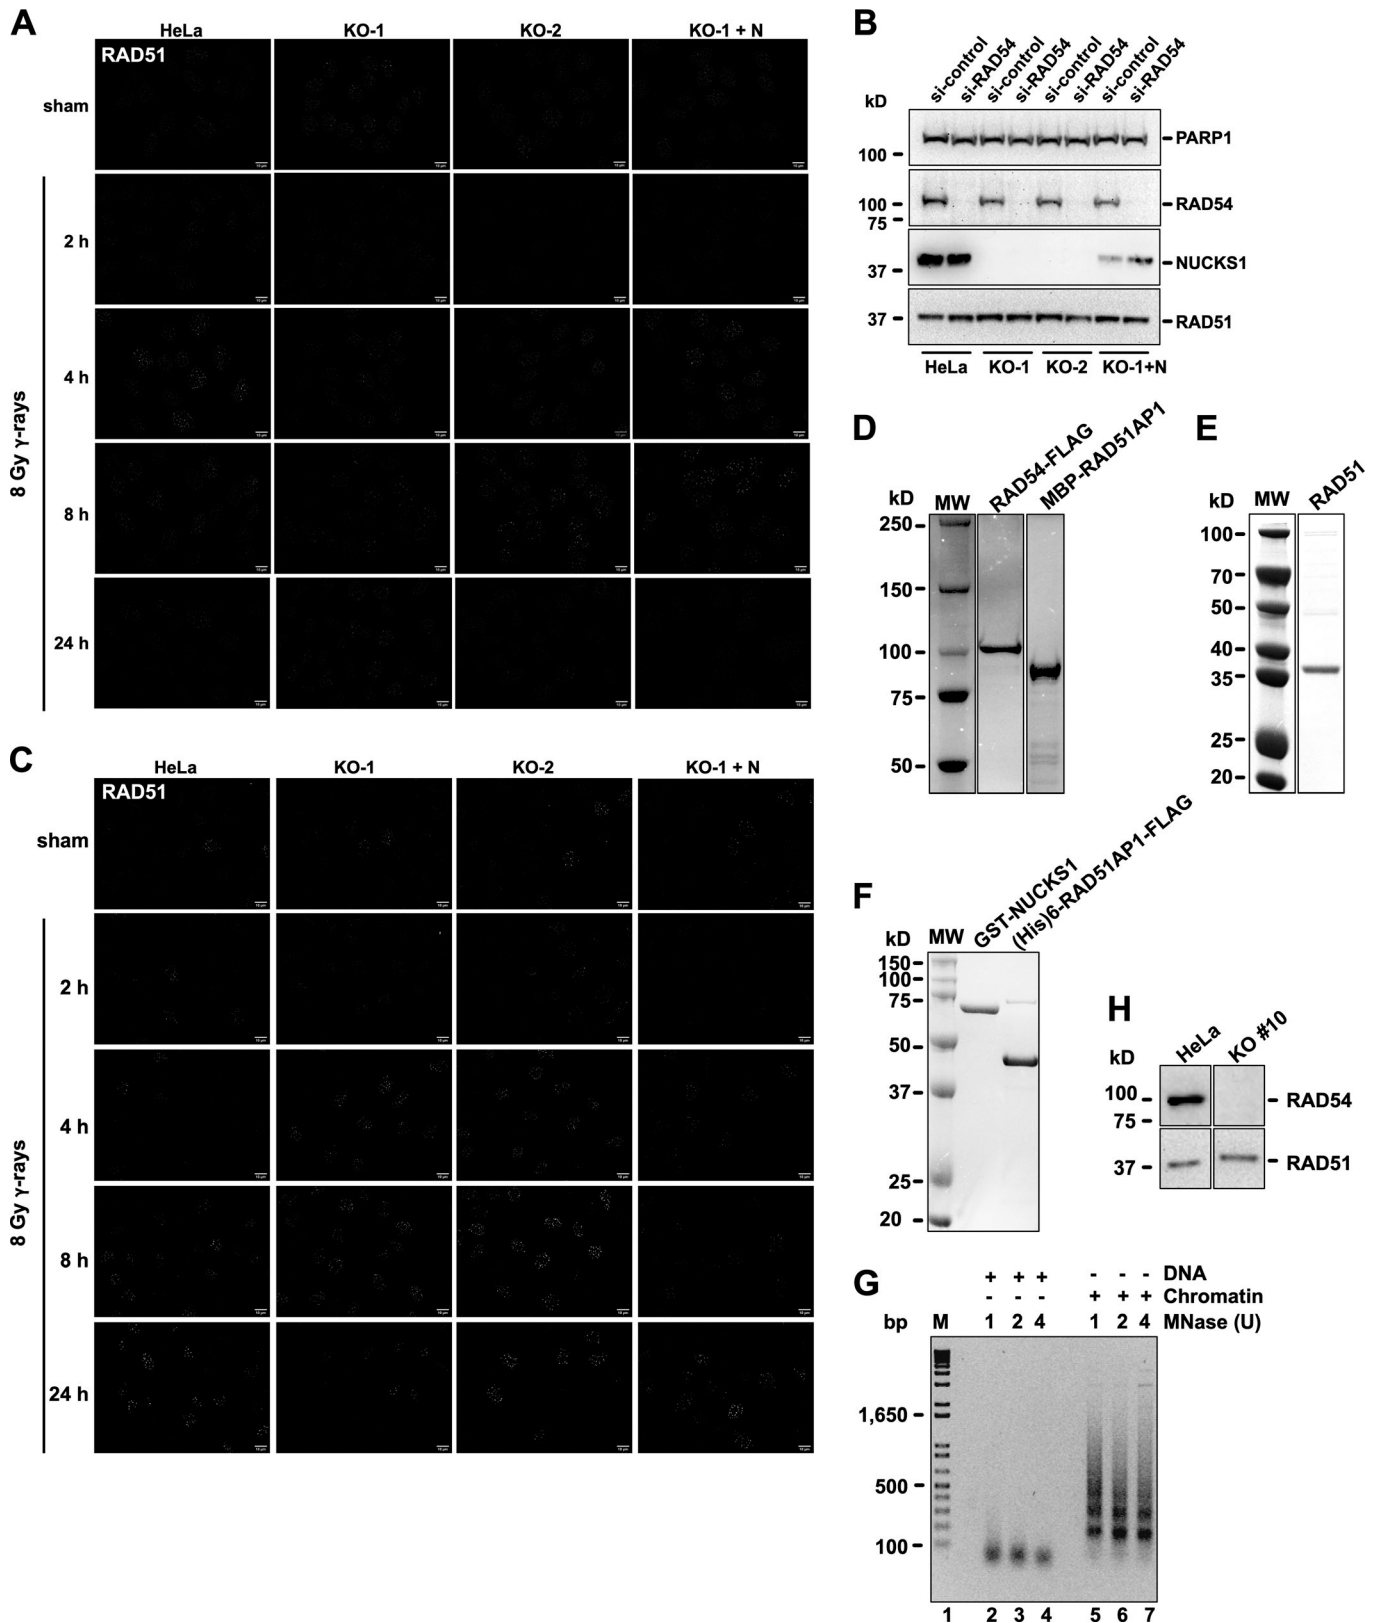 A
HeLa KO-1 KO-2 KO-1 + N
RAD51
sham
2 h
4 h
8 h
24 h
8 Gy γ-rays
B
si-control si-RAD54 si-control si-RAD54 si-control si-RAD54 si-control si-RAD54
kD
100 PARP1
100 RAD54
75
37 NUCKS1
37 RAD51
HeLa KO-1 KO-2 KO-1+N
C
HeLa KO-1 KO-2 KO-1 + N
RAD51
sham
2 h
4 h
8 h
24 h
8 Gy γ-rays
D
kD MW RAD54-FLAG MBP-RAD51AP1
250
150
100
75
50
E
kD MW RAD51
100
70
50
40
35
25
20
F
kD MW GST-NUCKS1 (His)6-RAD51AP1-FLAG
150
100
75
50
37
25
20
H
kD HeLa KO #10
100 RAD54
75
37 RAD51
G
+ + + - - - DNA
- - - + + + Chromatin
bp M 1 2 4 1 2 4 MNase (U)
1,650
500
100
1 2 3 4 5 6 7